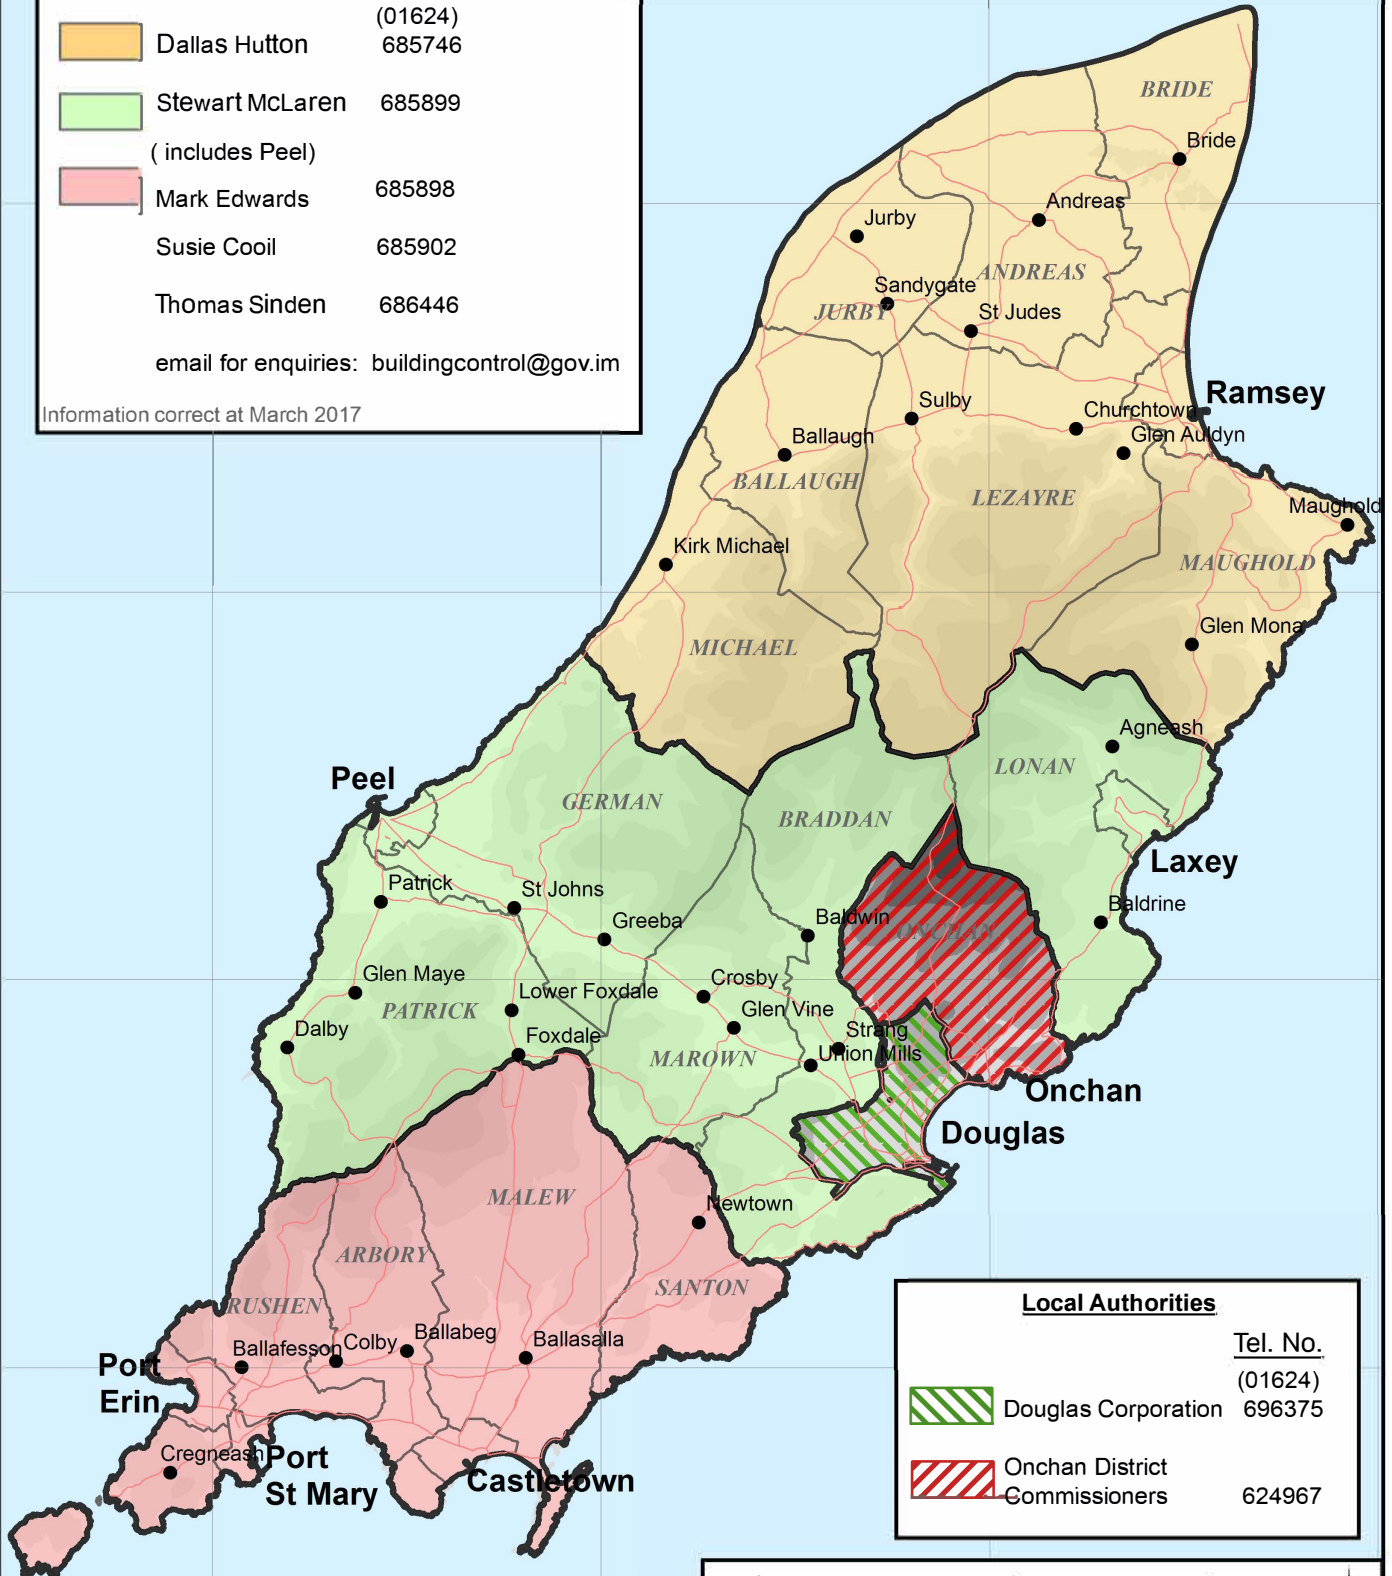 (01624)
Dallas Hutton 685746
Stewart McLaren 685899
( includes Peel)
Mark Edwards 685898
Susie Cooil 685902
Thomas Sinden 686446
email for enquiries: buildingcontrol@gov.im
Information correct at March 2017
BRIDE
Bride
Andreas
Jurby
ANDREAS
Sandygate
JURBY
St Judes
Ramsey
Sulby
Churchtown
Ballaugh
Glen Auldyn
BALLAUGH
LEZAYRE
Maughold
Kirk Michael
MAUGHOLD
Glen Mona
MICHAEL
Agneash
LONAN
Peel
GERMAN
BRADDAN
Laxey
Patrick
St Johns
Baldrine
Greeba
Baldwin
ONCHAN
Glen Maye
Crosby
Lower Foxdale
PATRICK
Glen Vine
Dalby
Foxdale
Strang
MAROWN
Union Mills
Onchan
Douglas
MALEW
Newtown
ARBORY
SANTON
RUSHEN
Ballafesson
Colby
Ballabeg
Ballasalla
Port
Erin
Cregneash
Port
St Mary
Castletown
Local Authorities
Tel. No.
(01624)
Douglas Corporation 696375
Onchan District
Commissioners 624967